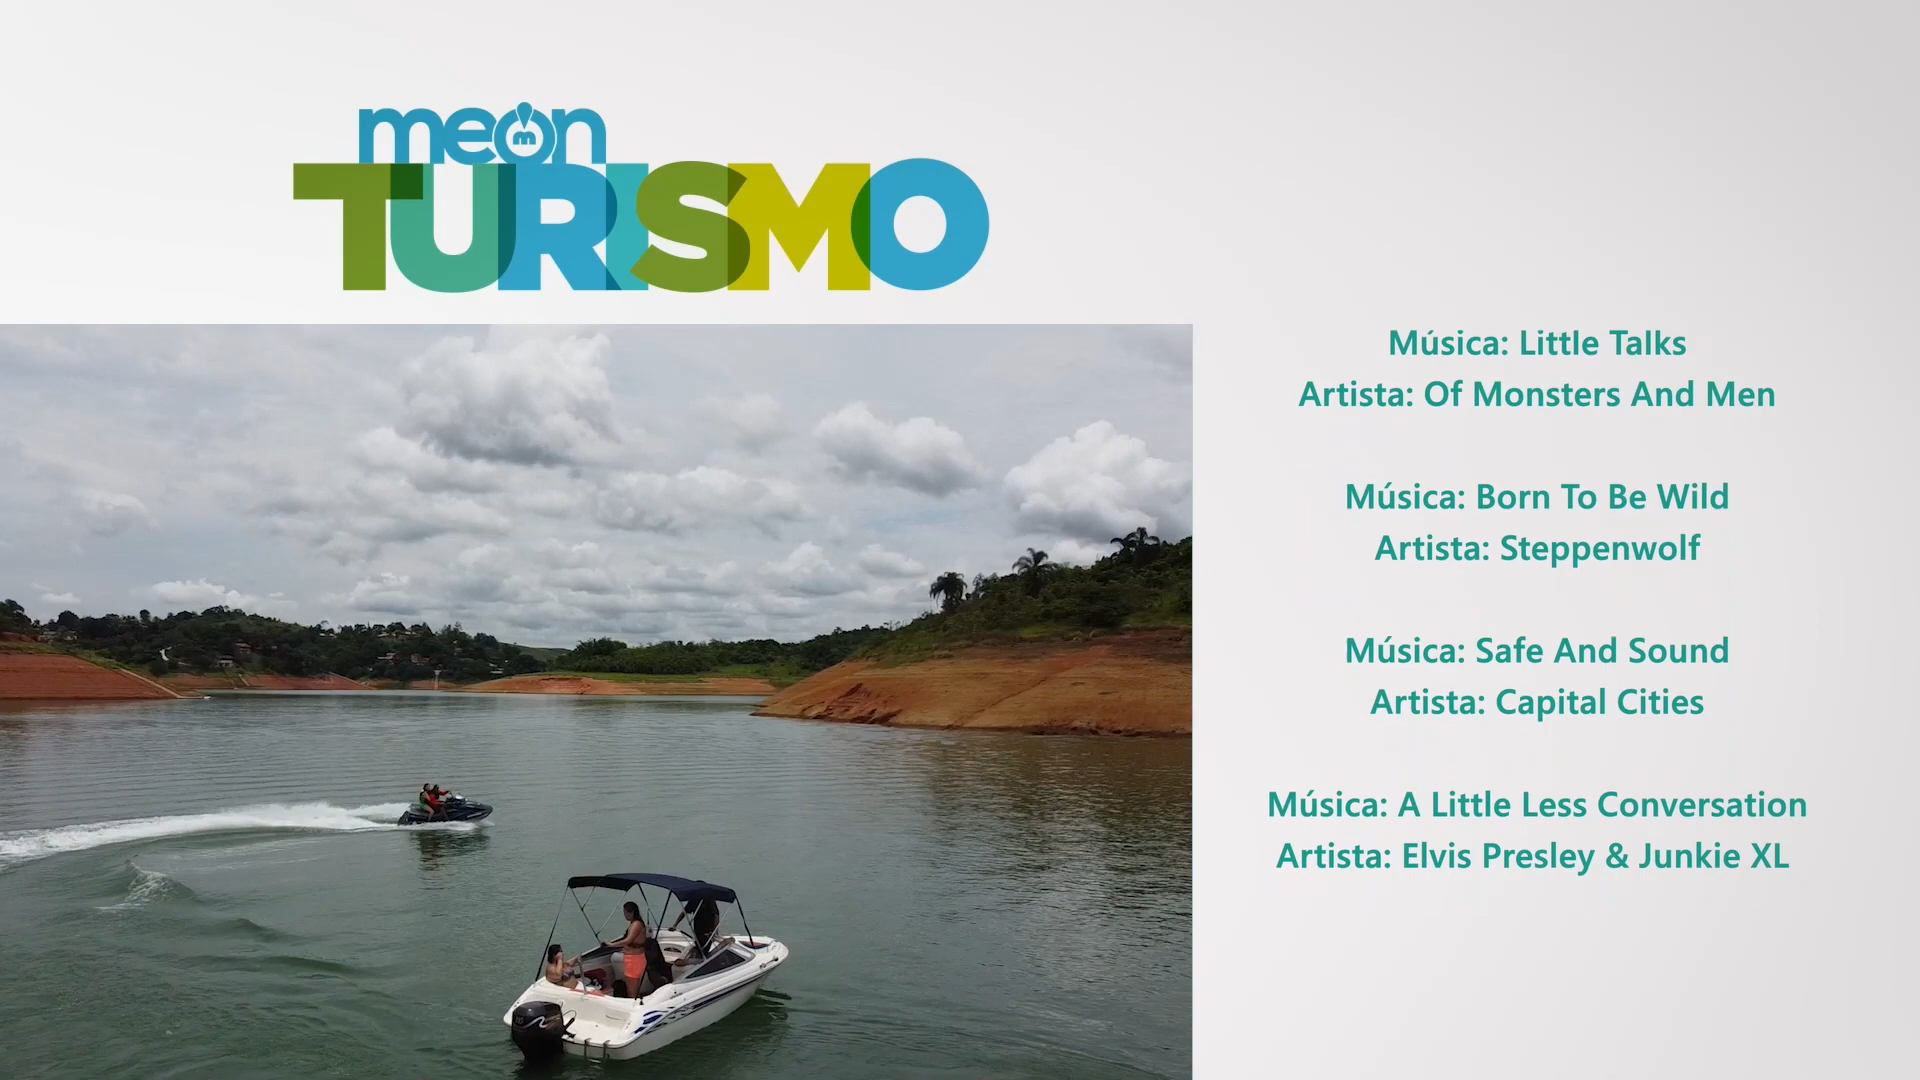 meon
TURISMO
Música: Little Talks
Artista: Of Monsters And Men
Música: Born To Be Wild
Artista: Steppenwolf
Música: Safe And Sound
Artista: Capital Cities
Música: A Little Less Conversation
Artista: Elvis Presley & Junkie XL